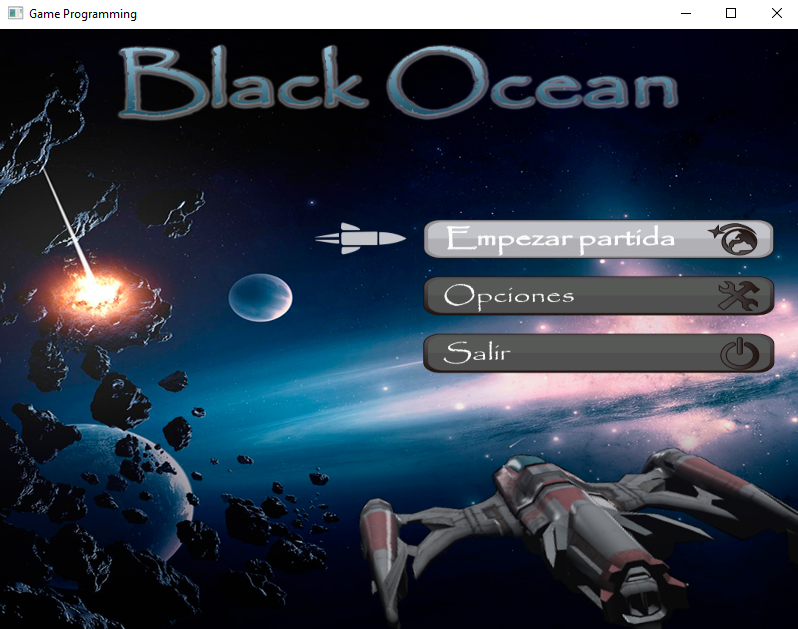 Game Programming
Black Ocean
Empezar partida
Opciones
Salir